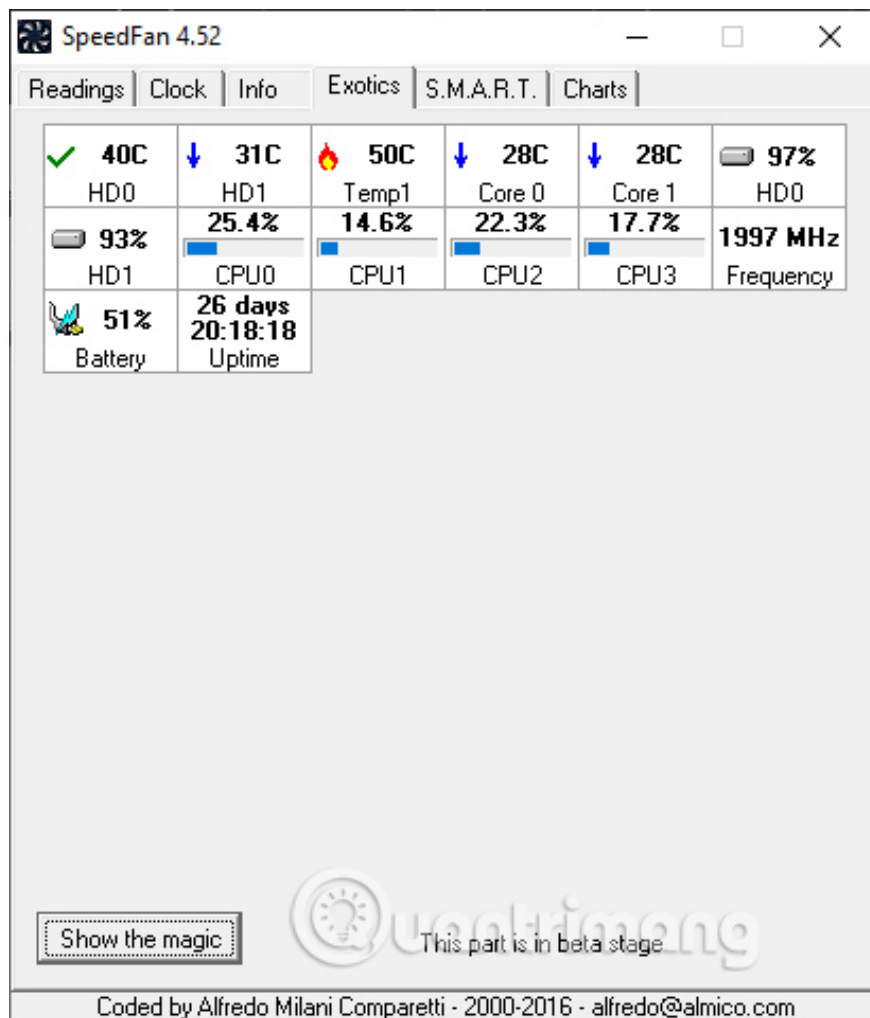 SpeedFan 4.52
Readings Clock Info Exotics S.M.A.R.T. Charts
40C 31C 50C 28C 28C 97%
HD0 HD1 Temp1 Core 0 Core 1 HD0
93% 25.4% 14.6% 22.3% 17.7% 1997 MHz
HD1 CPU0 CPU1 CPU2 CPU3 Frequency
51% 26 days
20:18:18
Battery Uptime
Show the magic
Quantrimang
This part is in beta stage
Coded by Alfredo Milani Comparetti - 2000-2016 - alfredo@almico.com